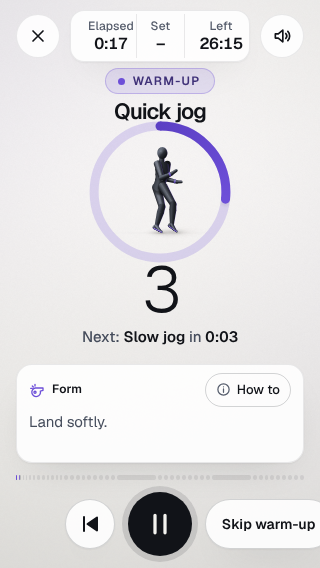 Elapsed Set Left
0:17 – 26:15
WARM-UP
Quick jog
3
Next: Slow jog in 0:03
Form How to
Land softly.
Skip warm-up